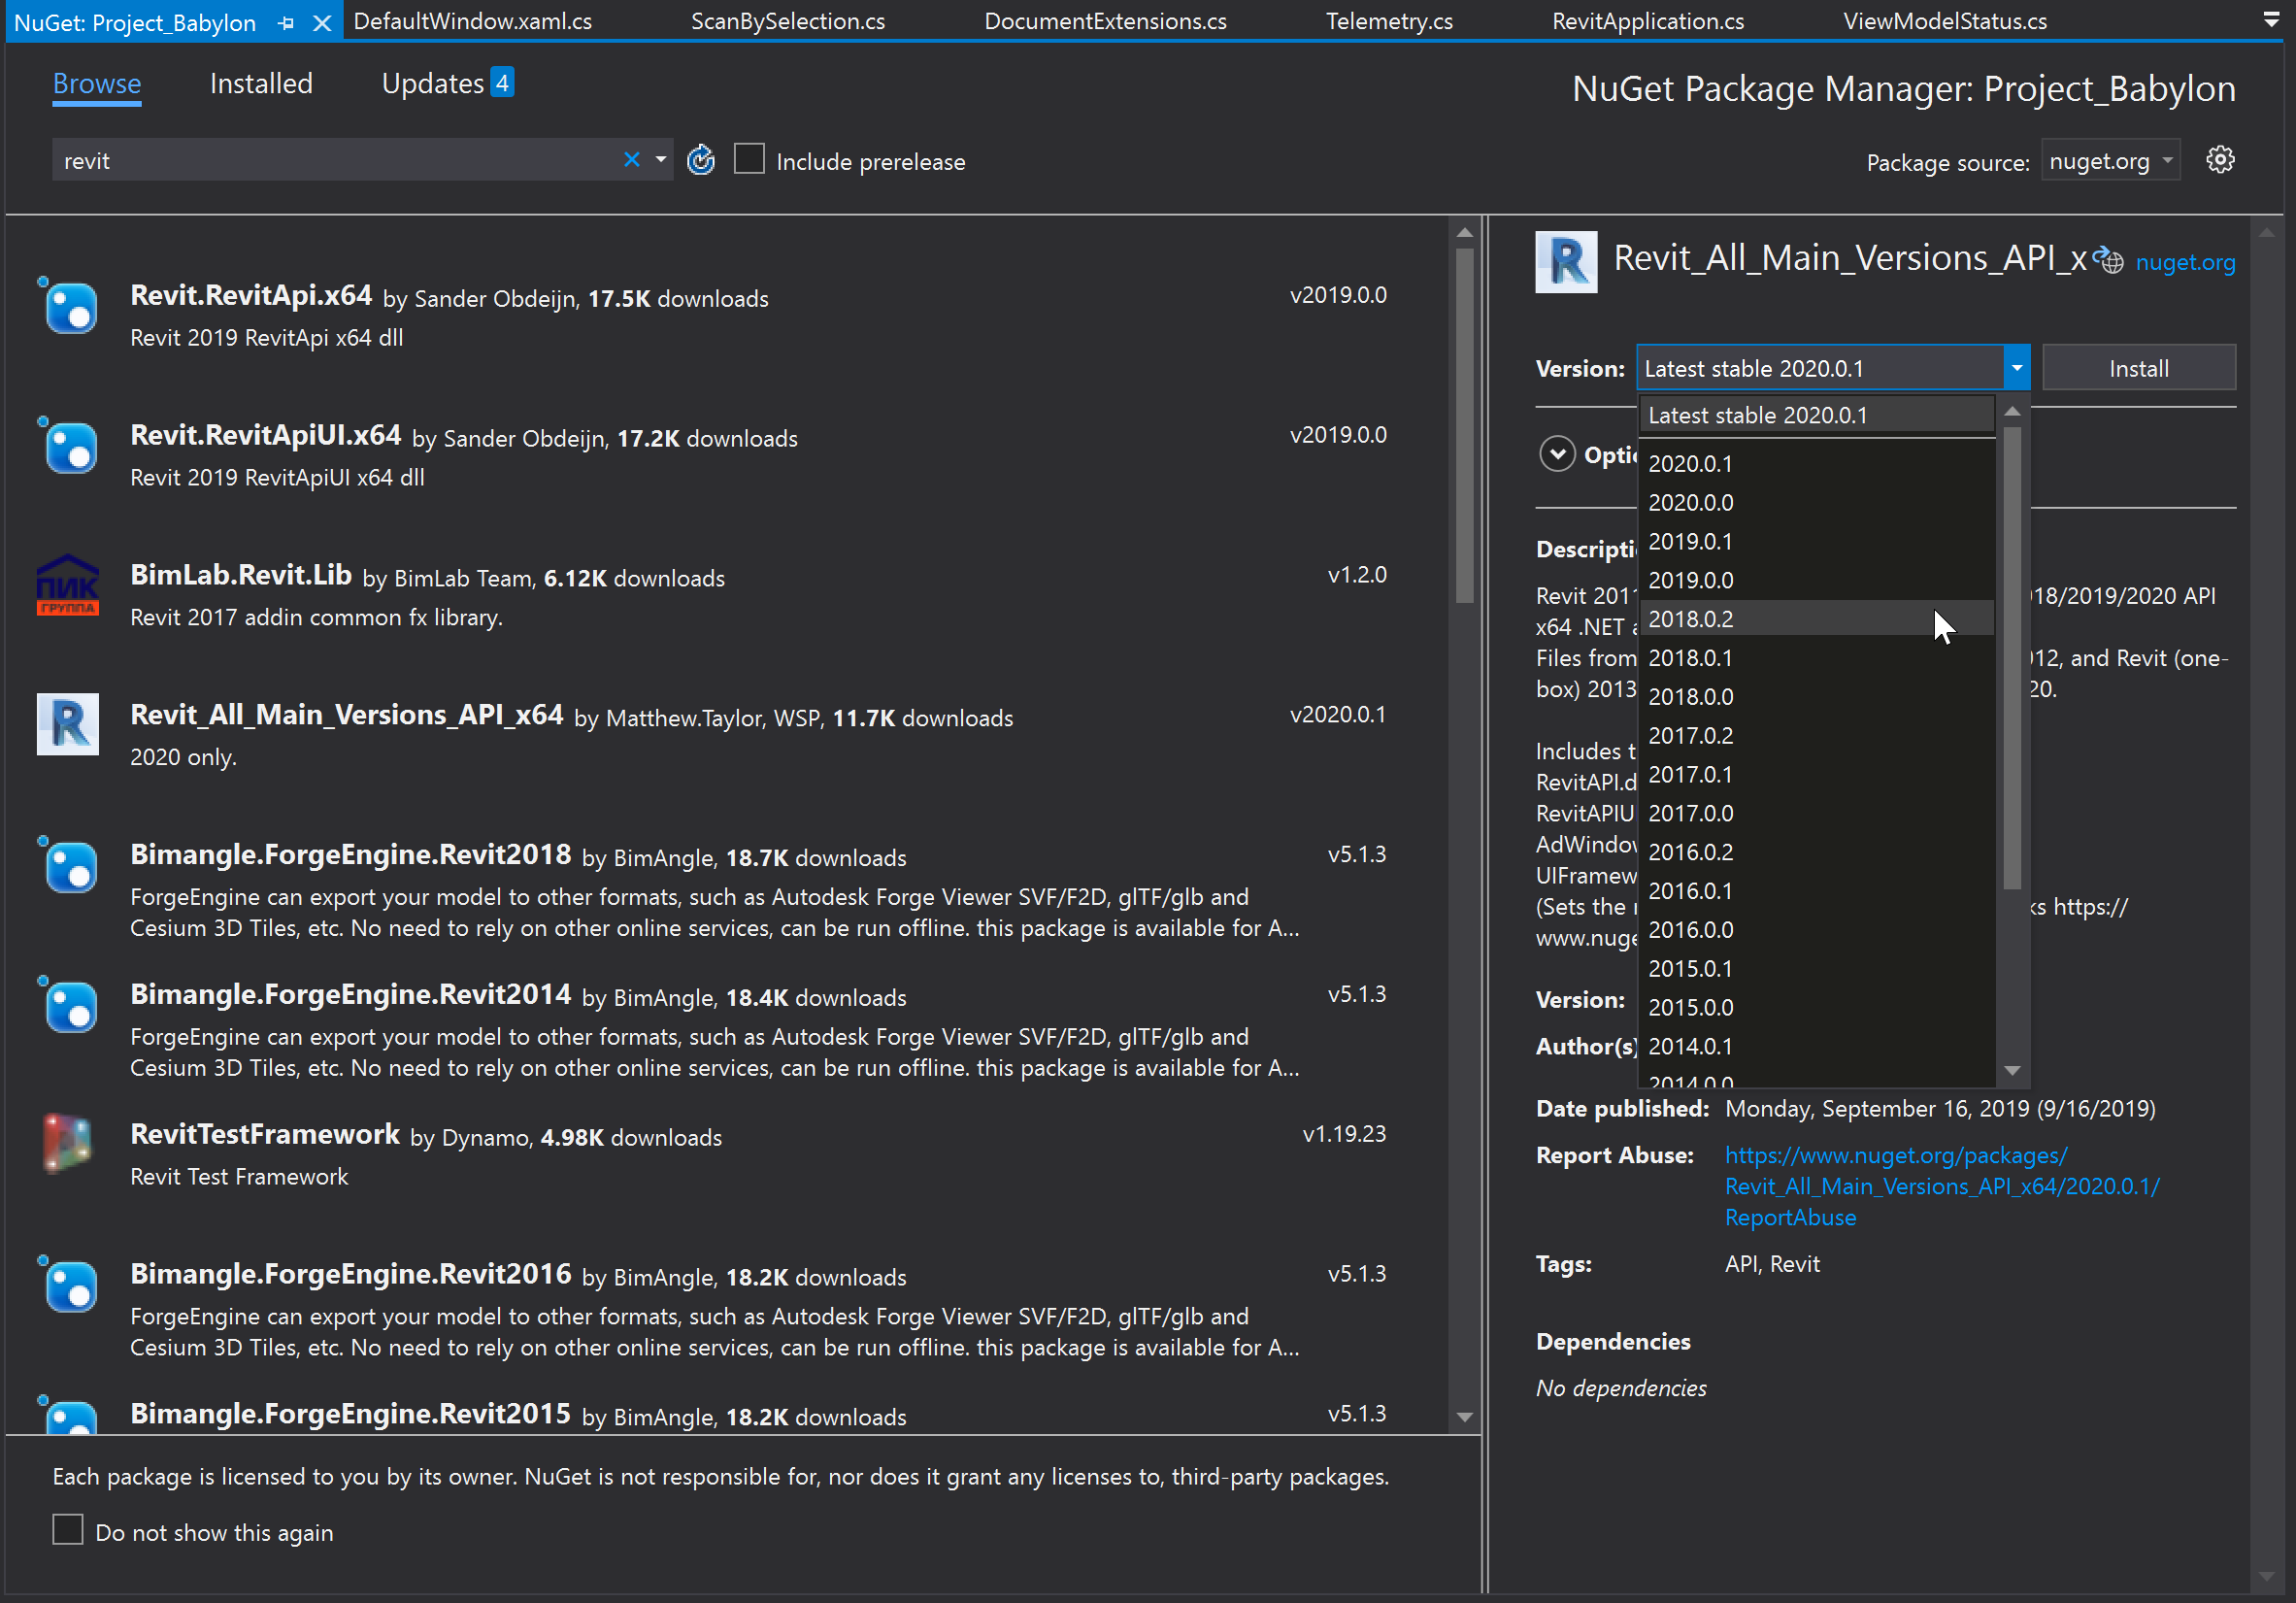 NuGet: Project_Babylon
DefaultWindow.xaml.cs
ScanBySelection.cs
DocumentExtensions.cs
Telemetry.cs
RevitApplication.cs
ViewModelStatus.cs
Browse
Installed
Updates 4
NuGet Package Manager: Project_Babylon
revit
Include prerelease
Package source: nuget.org
Revit.RevitApi.x64 by Sander Obdeijn, 17.5K downloads
v2019.0.0
Revit 2019 RevitApi x64 dll
Revit.RevitApiUI.x64 by Sander Obdeijn, 17.2K downloads
v2019.0.0
Revit 2019 RevitApiUI x64 dll
ПИК
ГРУППА
BimLab.Revit.Lib by BimLab Team, 6.12K downloads
v1.2.0
Revit 2017 addin common fx library.
R
Revit_All_Main_Versions_API_x64 by Matthew.Taylor, WSP, 11.7K downloads
v2020.0.1
2020 only.
Bimangle.ForgeEngine.Revit2018 by BimAngle, 18.7K downloads
v5.1.3
ForgeEngine can export your model to other formats, such as Autodesk Forge Viewer SVF/F2D, glTF/glb and
Cesium 3D Tiles, etc. No need to rely on other online services, can be run offline. this package is available for A...
Bimangle.ForgeEngine.Revit2014 by BimAngle, 18.4K downloads
v5.1.3
ForgeEngine can export your model to other formats, such as Autodesk Forge Viewer SVF/F2D, glTF/glb and
Cesium 3D Tiles, etc. No need to rely on other online services, can be run offline. this package is available for A...
RevitTestFramework by Dynamo, 4.98K downloads
v1.19.23
Revit Test Framework
Bimangle.ForgeEngine.Revit2016 by BimAngle, 18.2K downloads
v5.1.3
ForgeEngine can export your model to other formats, such as Autodesk Forge Viewer SVF/F2D, glTF/glb and
Cesium 3D Tiles, etc. No need to rely on other online services, can be run offline. this package is available for A...
Bimangle.ForgeEngine.Revit2015 by BimAngle, 18.2K downloads
v5.1.3
Each package is licensed to you by its owner. NuGet is not responsible for, nor does it grant any licenses to, third-party packages.
Do not show this again
R
Revit_All_Main_Versions_API_x
nuget.org
Version: Latest stable 2020.0.1
Install
Latest stable 2020.0.1
2020.0.1
2020.0.0
2019.0.1
2019.0.0
2018.0.2
2018.0.1
2018.0.0
2017.0.2
2017.0.1
2017.0.0
2016.0.2
2016.0.1
2016.0.0
2015.0.1
2015.0.0
2014.0.1
2014.0.0
Optio
Descripti
Revit 201
18/2019/2020 API
x64 .NET
Files from
012, and Revit (one-
box) 2013
20.
Includes t
RevitAPI.d
RevitAPIU
AdWindow
UIFramew
(Sets the
ks https://
www.nuge
Version:
Author(s)
Date published: Monday, September 16, 2019 (9/16/2019)
Report Abuse: https://www.nuget.org/packages/
Revit_All_Main_Versions_API_x64/2020.0.1/
ReportAbuse
Tags: API, Revit
Dependencies
No dependencies